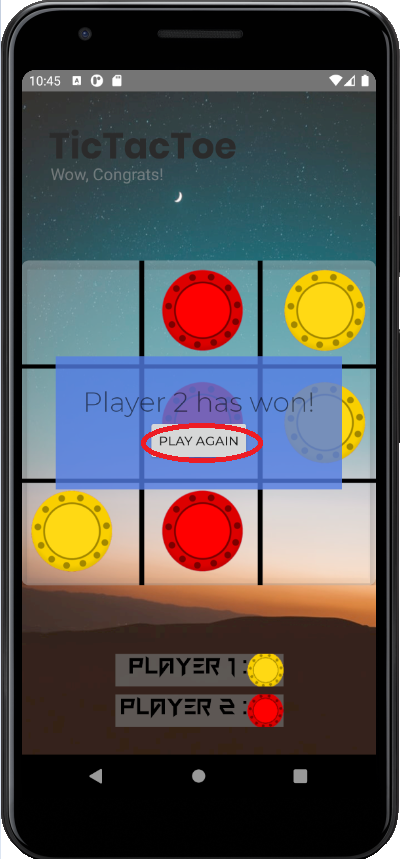 10:45
TicTacToe
Wow, Congrats!
Player 2 has won!
PLAY AGAIN
PLAYER 1 :
PLAYER 2 :